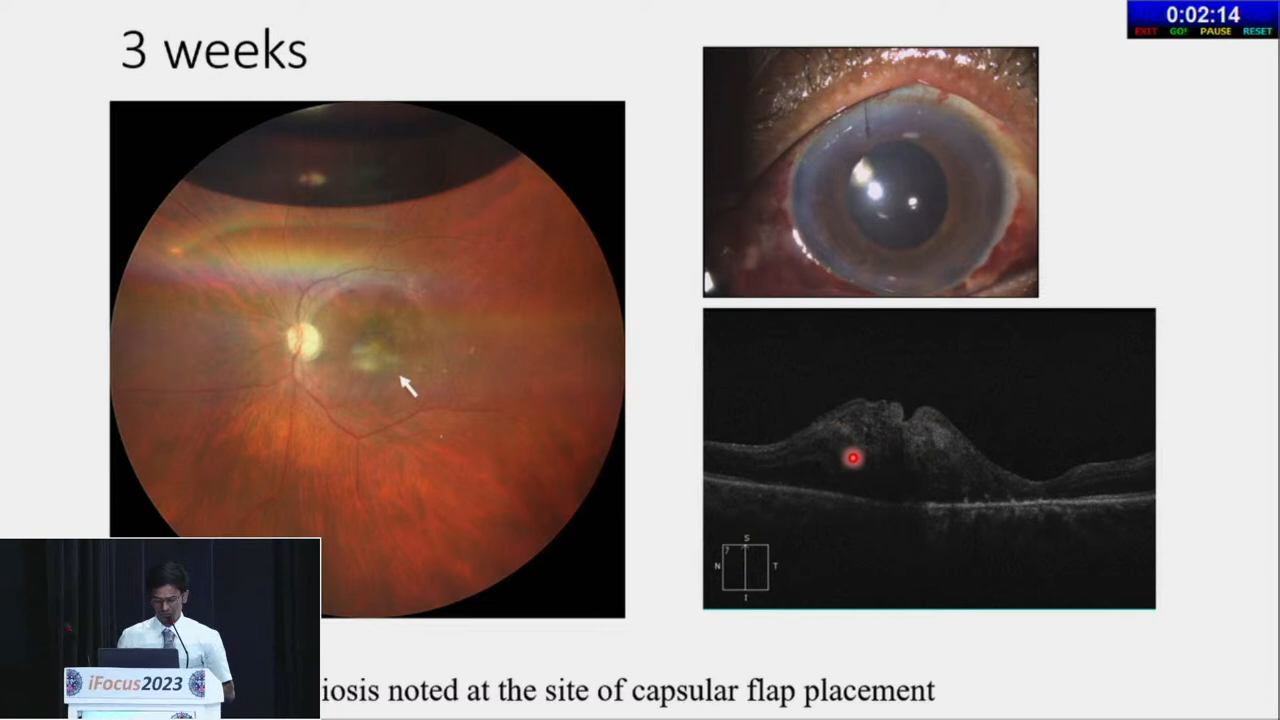 0:02:14
EXIT GO! PAUSE RESET
3 weeks
7
S
N T
I
iFocus2023
iosis noted at the site of capsular flap placement